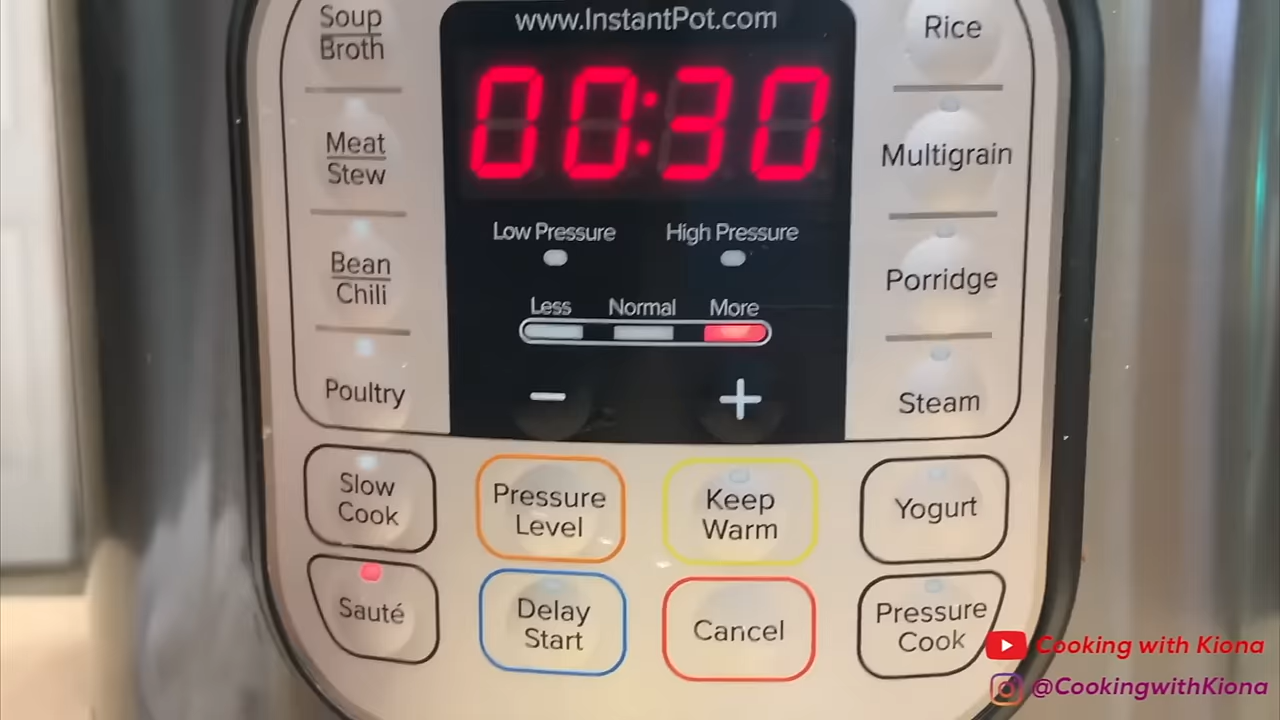 www.InstantPot.com
00:30
Soup
Broth
Meat
Stew
Bean
Chili
Poultry
Low Pressure
High Pressure
Less
Normal
More
−
+
Rice
Multigrain
Porridge
Steam
Slow
Cook
Pressure
Level
Keep
Warm
Yogurt
Sauté
Delay
Start
Cancel
Pressure
Cook
Cooking with Kiona
@CookingwithKiona